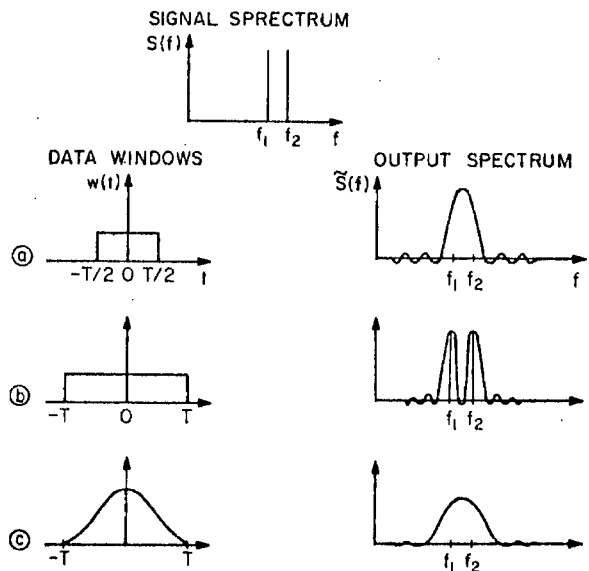 SIGNAL SPRECTRUM
S(f)
f₁ f₂ f
DATA WINDOWS
OUTPUT SPECTRUM
w(t)
S̃(f)
ⓐ
-T/2 0 T/2 t
f₁ f₂ f
ⓑ
-T 0 T
f₁ f₂
ⓒ
-T T
f₁ f₂